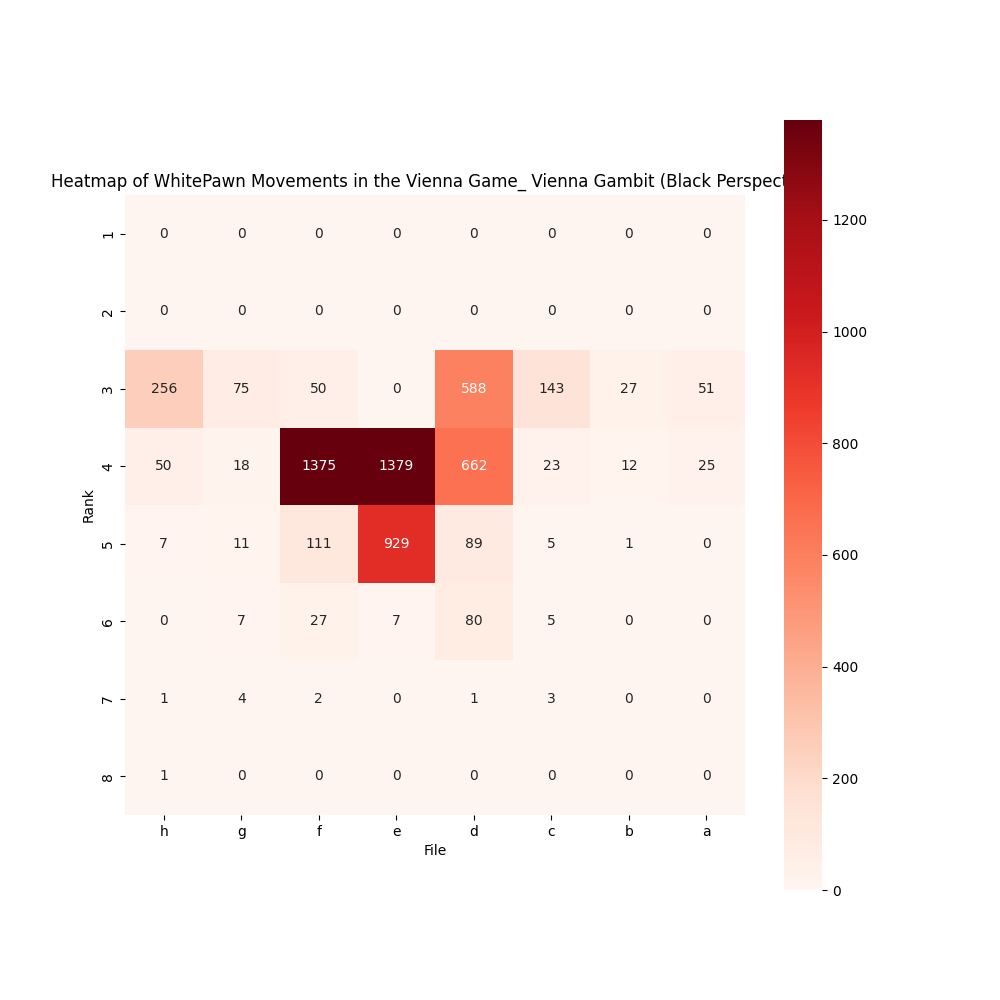 Heatmap of WhitePawn Movements in the Vienna Game_ Vienna Gambit (Black Perspect
1 0 0 0 0 0 0 0 0
2 0 0 0 0 0 0 0 0
3 256 75 50 0 588 143 27 51
4 50 18 1375 1379 662 23 12 25
5 7 11 111 929 89 5 1 0
6 0 7 27 7 80 5 0 0
7 1 4 2 0 1 3 0 0
8 1 0 0 0 0 0 0 0
h g f e d c b a
File
Rank
1200
1000
800
600
400
200
0